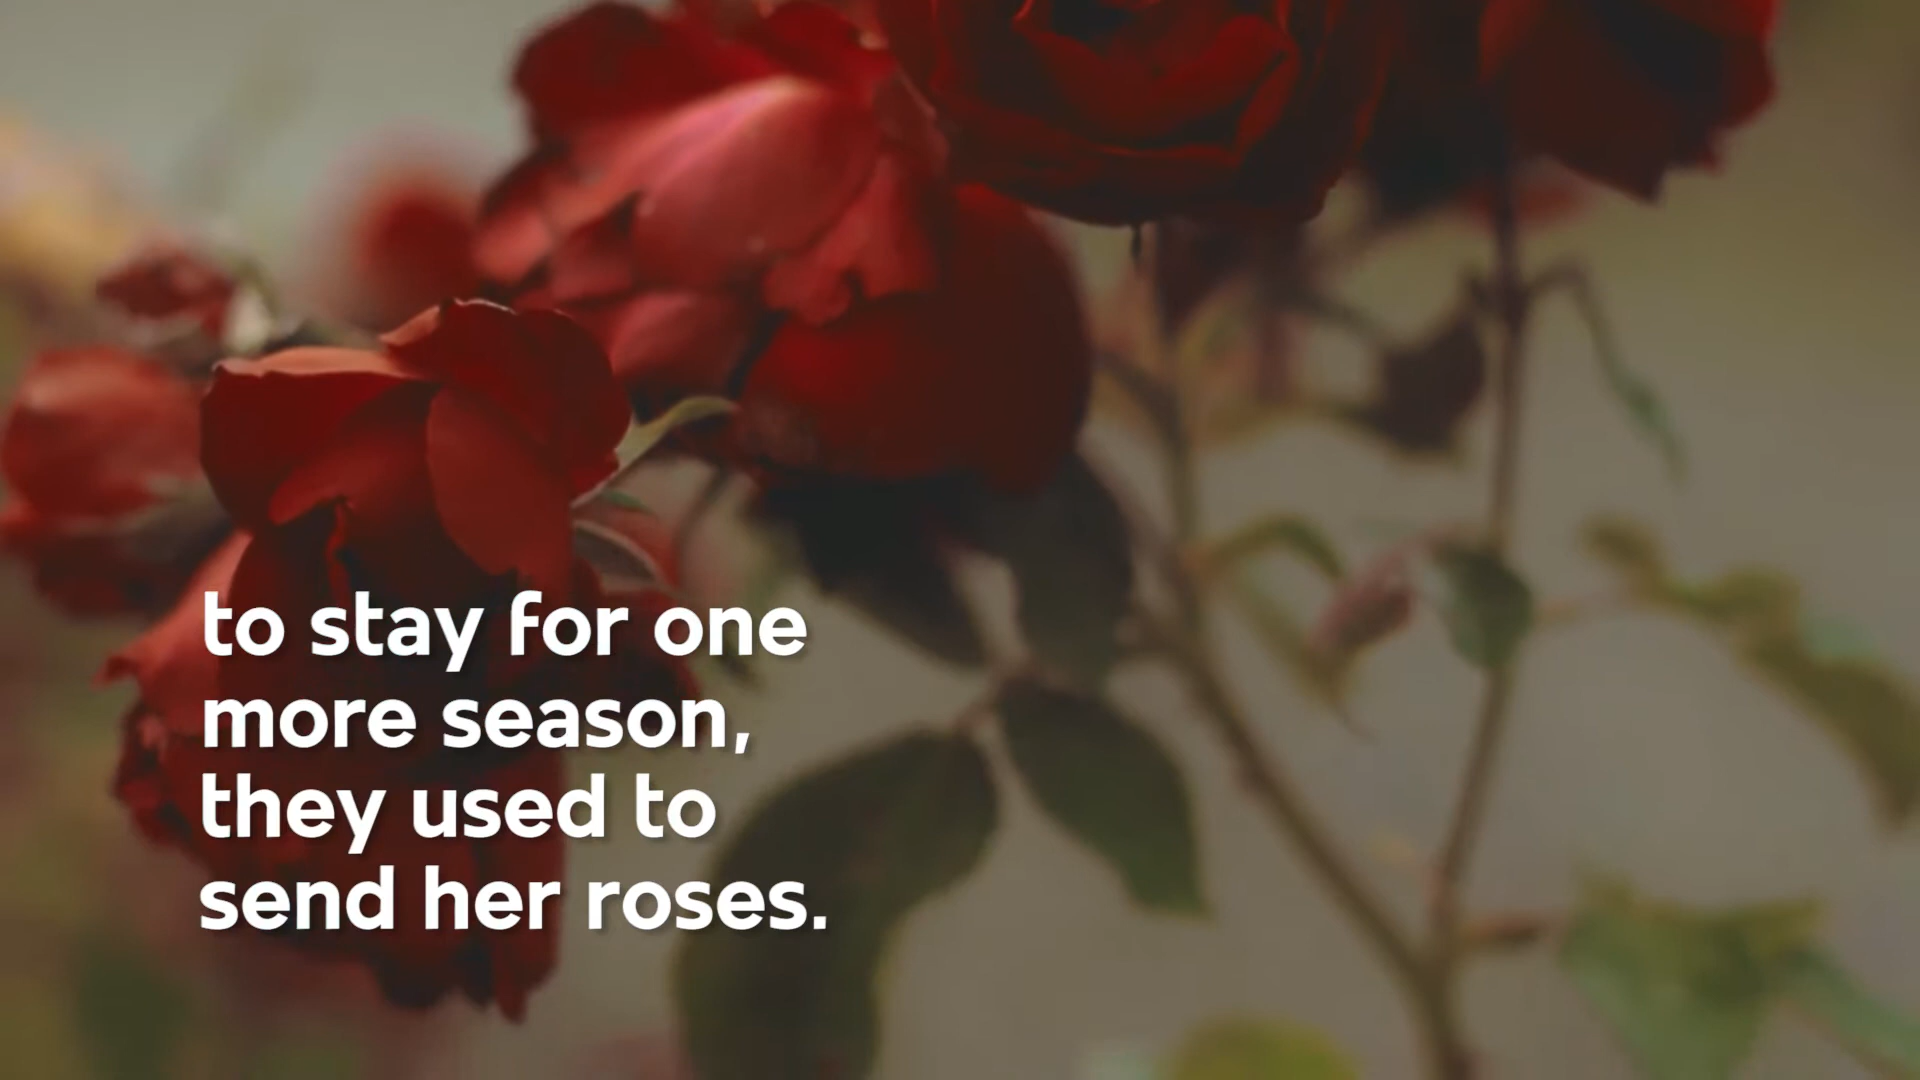 to stay for one
more season,
they used to
send her roses.